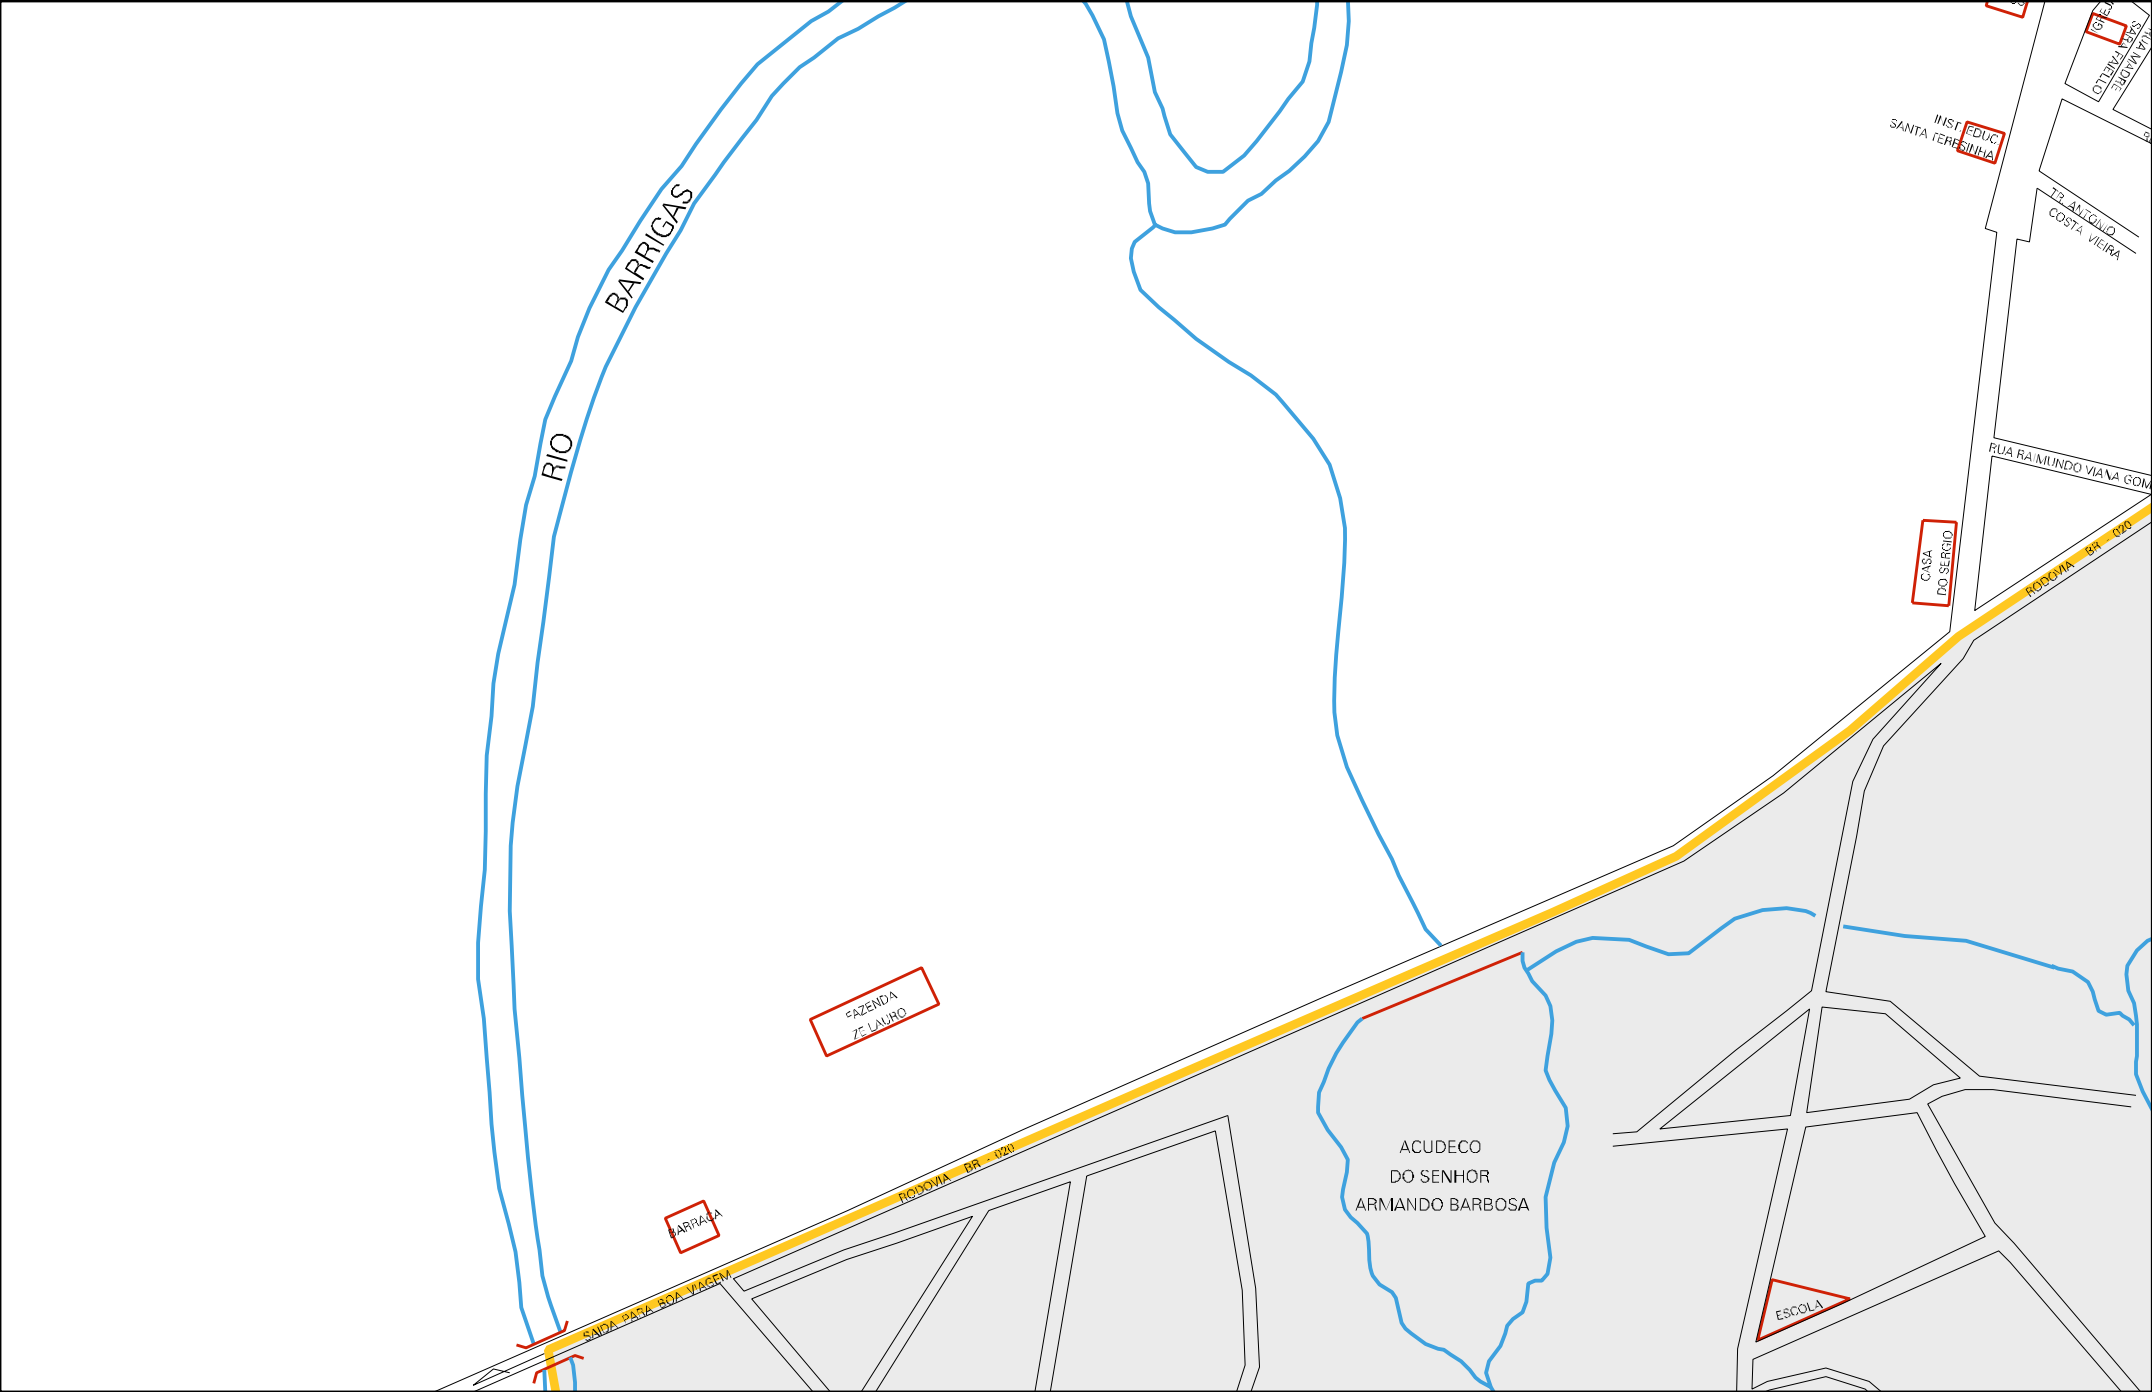 SARA FAIELLO
RUA MADRE
INST. EDUC.
SANTA TERESINHA
TR. ANTONIO
COSTA VIEIRA
BARRIGAS
RIO
RUA RAIMUNDO VIANA GOM
CASA
DO SERGIO
RODOVIA BR - 020
FAZENDA
ZE LAURO
ACUDECO
DO SENHOR
ARMANDO BARBOSA
RODOVIA BR - 020
BARRACA
SAIDA PARA BOA VIAGEM
ESCOLA